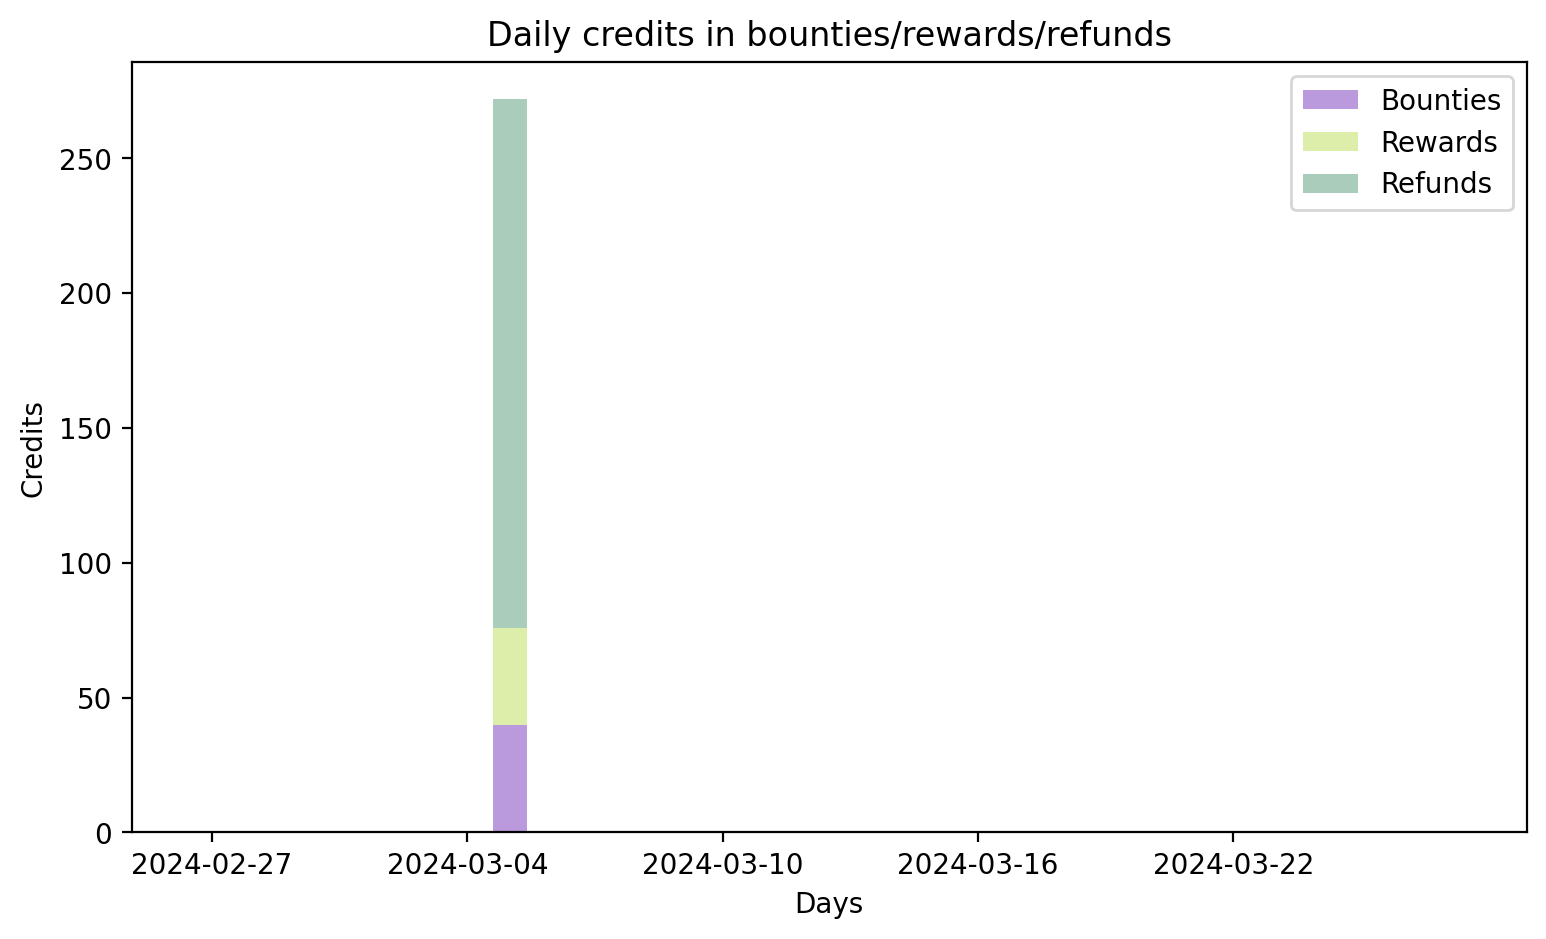 Daily credits in bounties/rewards/refunds
Bounties
Rewards
Refunds
250
200
150
100
50
0
Credits
2024-02-27
2024-03-04
2024-03-10
2024-03-16
2024-03-22
Days